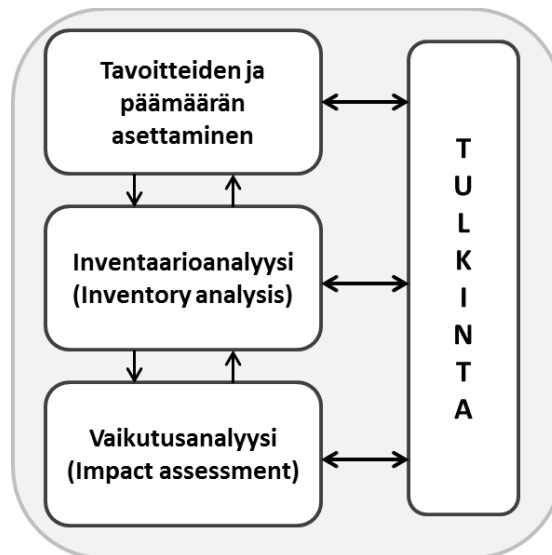 Tavoitteiden ja
päämäärän
asettaminen
Inventaarioanalyysi
(Inventory analysis)
Vaikutusanalyysi
(Impact assessment)
T
U
L
K
I
N
T
A